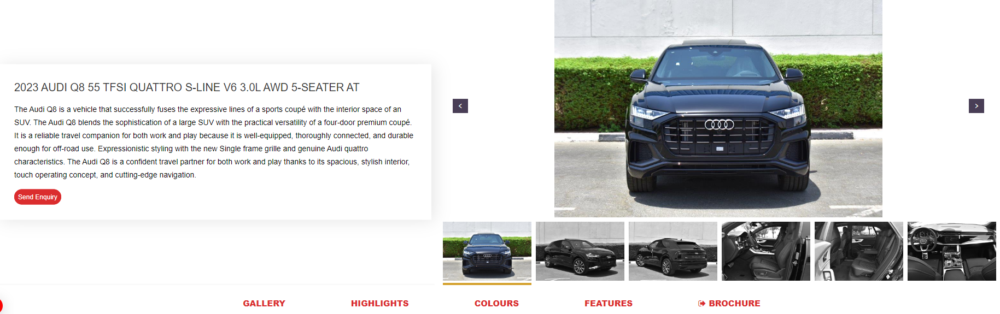 2023 AUDI Q8 55 TFSI QUATTRO S-LINE V6 3.0L AWD 5-SEATER AT
The Audi Q8 is a vehicle that successfully fuses the expressive lines of a sports coupé with the interior space of an
SUV. The Audi Q8 blends the sophistication of a large SUV with the practical versatility of a four-door premium coupé.
It is a reliable travel companion for both work and play because it is well-equipped, thoroughly connected, and durable
enough for off-road use. Expressionistic styling with the new Single frame grille and genuine Audi quattro
characteristics. The Audi Q8 is a confident travel partner for both work and play thanks to its spacious, stylish interior,
touch operating concept, and cutting-edge navigation.
Send Enquiry
GALLERY
HIGHLIGHTS
COLOURS
FEATURES
BROCHURE